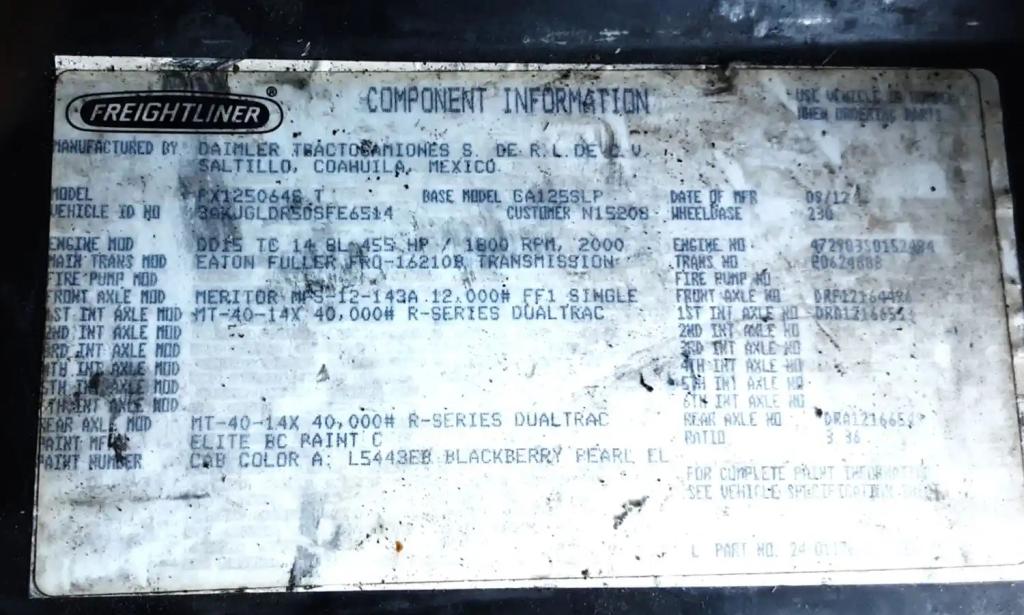 FREIGHTLINER ®
COMPONENT INFORMATION
USE VEHICLE ID NUMBER
WHEN ORDERING PARTS
MANUFACTURED BY DAIMLER TRACTOCAMIONES S. DE R.L. DE C.V.
SALTILLO, COAHUILA, MEXICO
MODEL PX125064S T BASE MODEL CA125SLP DATE OF MFR 09/12
VEHICLE ID NO CUSTOMER N15208 WHEELBASE 230
ENGINE MOD DD15 TC 14.8L 455 HP / 1800 RPM, 2000 ENGINE NO
MAIN TRANS MOD EATON FULLER FRO-16210B TRANSMISSION TRANS NO
FIRE PUMP MOD FIRE PUMP NO
FRONT AXLE MOD MERITOR MFS-12-143A 12,000# FF1 SINGLE FRONT AXLE NO
1ST INT AXLE MOD MT-40-14X 40,000# R-SERIES DUALTRAC 1ST INT AXLE NO
2ND INT AXLE MOD 2ND INT AXLE NO
3RD INT AXLE MOD 3RD INT AXLE NO
4TH INT AXLE MOD 4TH INT AXLE NO
5TH INT AXLE MOD 5TH INT AXLE NO
6TH INT AXLE MOD 6TH INT AXLE NO
REAR AXLE MOD MT-40-14X 40,000# R-SERIES DUALTRAC REAR AXLE NO
PAINT MFR ELITE BC PAINT C RATIO 3.36
PAINT NUMBER CAB COLOR A: L5443EB BLACKBERRY PEARL EL
FOR COMPLETE PAINT INFORMATION
SEE VEHICLE SPECIFICATION
PART NO. 24-011